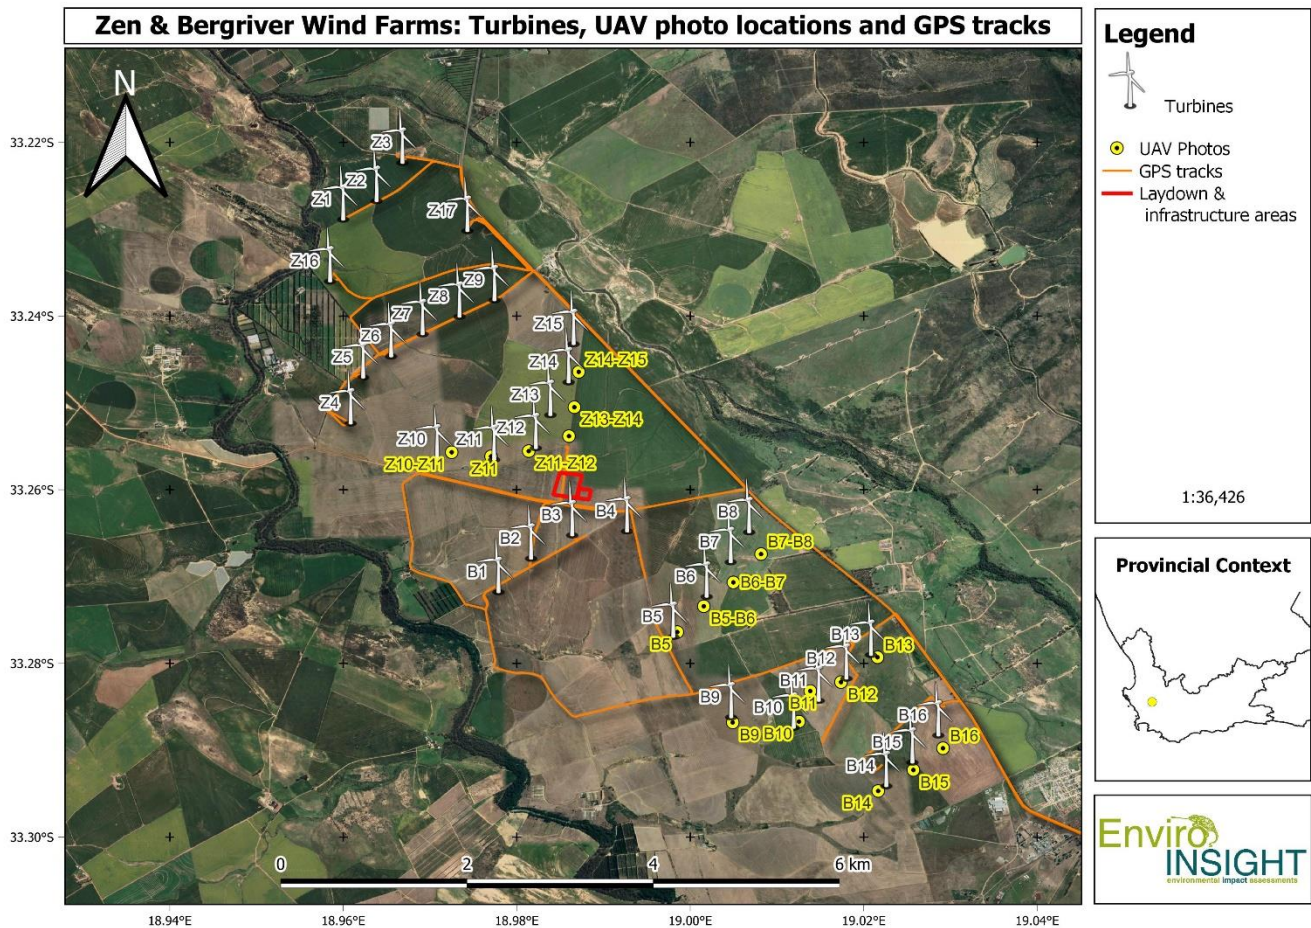 Zen & Bergriver Wind Farms: Turbines, UAV photo locations and GPS tracks
N
33.22°S
33.24°S
33.26°S
33.28°S
33.30°S
18.94°E
18.96°E
18.98°E
19.00°E
19.02°E
19.04°E
Z3
Z2
Z1
Z17
Z16
Z9
Z8
Z7
Z6
Z5
Z4
Z15
Z14
Z14-Z15
Z13
Z13-Z14
Z12
Z11
Z10
Z10-Z11
Z11
Z11-Z12
B4
B3
B2
B1
B8
B7
B7-B8
B6
B6-B7
B5
B5-B6
B5
B13
B13
B12
B12
B11
B11
B10
B10
B9
B9
B16
B16
B15
B15
B14
B14
0
2
4
6 km
Legend
Turbines
UAV Photos
GPS tracks
Laydown &
infrastructure areas
1:36,426
Provincial Context
Enviro
INSIGHT
environmental impact assessments